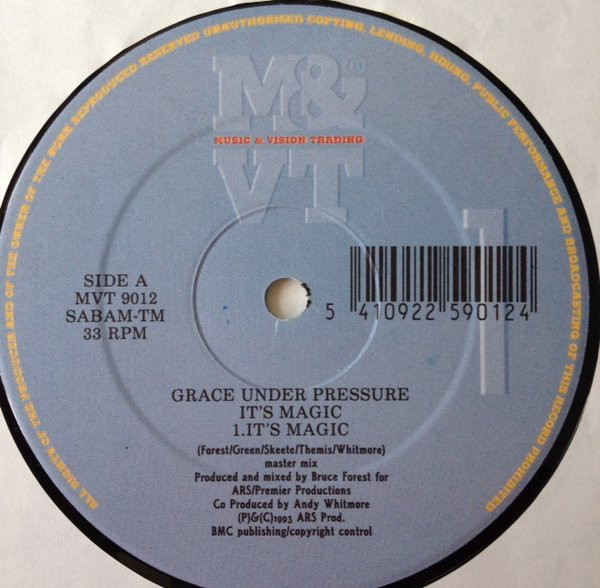 ALL RIGHTS OF THE PRODUCER AND OF THE OWNER OF THE WORK REPRODUCED RESERVED UNAUTHORISED COPYING, LENDING, HIRING, PUBLIC PERFORMANCE AND BROADCASTING OF THIS RECORD PROHIBITED
M&
MUSIC & VISION TRADING
VT
1
SIDE A
MVT 9012
SABAM-TM
33 RPM
5 410922 590124
GRACE UNDER PRESSURE
IT'S MAGIC
1.IT'S MAGIC
(Forest/Green/Skeete/Themis/Whitmore)
master mix
Produced and mixed by Bruce Forest for
ARS/Premier Productions
Co Produced by Andy Whitmore
(P)&(C)1993 ARS Prod.
BMC publishing/copyright control